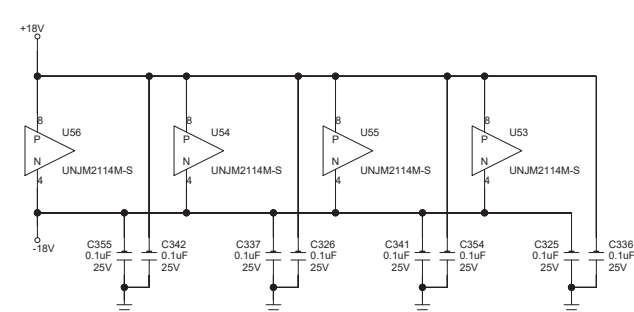 +18V
8
8
8
8
U56
U54
U55
U53
P
P
P
P
N
N
N
N
UNJM2114M-S
UNJM2114M-S
UNJM2114M-S
UNJM2114M-S
4
4
4
4
-18V
C355
0.1uF
25V
C342
0.1uF
25V
C337
0.1uF
25V
C326
0.1uF
25V
C341
0.1uF
25V
C354
0.1uF
25V
C325
0.1uF
25V
C336
0.1uF
25V